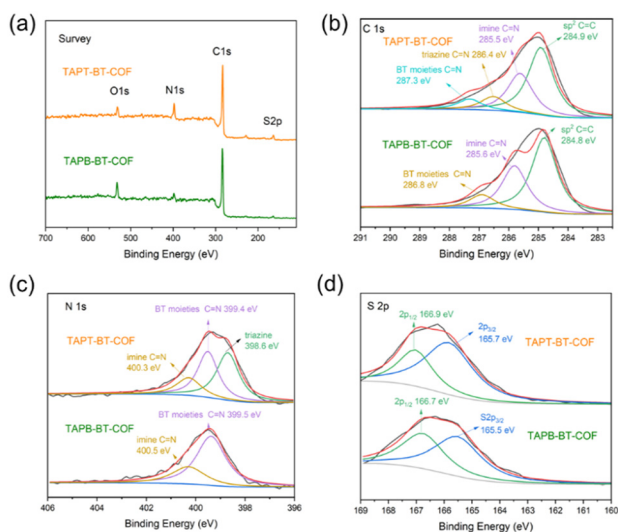 (a)
Survey
C1s
TAPT-BT-COF
O1s
N1s
S2p
TAPB-BT-COF
700 600 500 400 300 200
Binding Energy (eV)
(b)
C 1s
TAPT-BT-COF
imine C=N
285.5 eV
sp² C=C
284.9 eV
triazine C=N 286.4 eV
BT moieties C=N
287.3 eV
TAPB-BT-COF
imine C=N
285.6 eV
sp² C=C
284.8 eV
BT moieties C=N
286.8 eV
291 290 289 288 287 286 285 284 283
Binding Energy (eV)
(c)
N 1s
BT moieties C=N 399.4 eV
TAPT-BT-COF
triazine
398.6 eV
imine C=N
400.3 eV
BT moieties C=N 399.5 eV
TAPB-BT-COF
imine C=N
400.5 eV
406 404 402 400 398 396
Binding Energy (eV)
(d)
S 2p
2p1/2 166.9 eV
2p3/2
165.7 eV
TAPT-BT-COF
2p1/2 166.7 eV
S2p3/2
165.5 eV
TAPB-BT-COF
169 168 167 166 165 164 163 162 161 160
Binding Energy (eV)